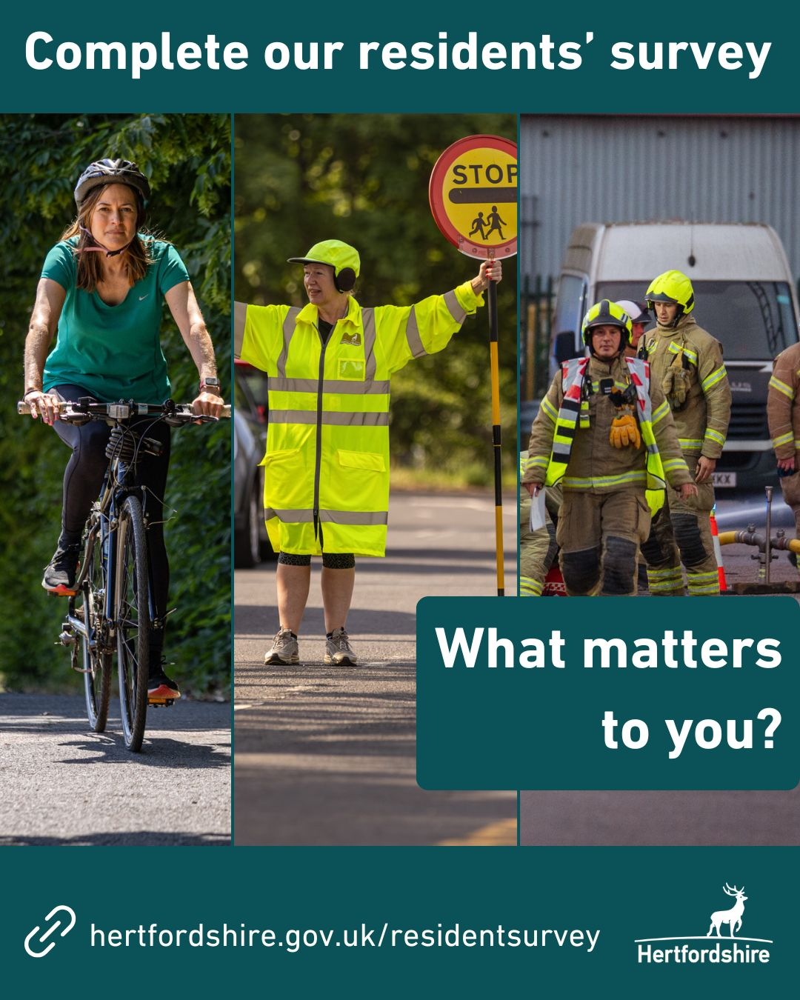 Complete our residents’ survey
STOP
What matters
to you?
hertfordshire.gov.uk/residentsurvey
Hertfordshire